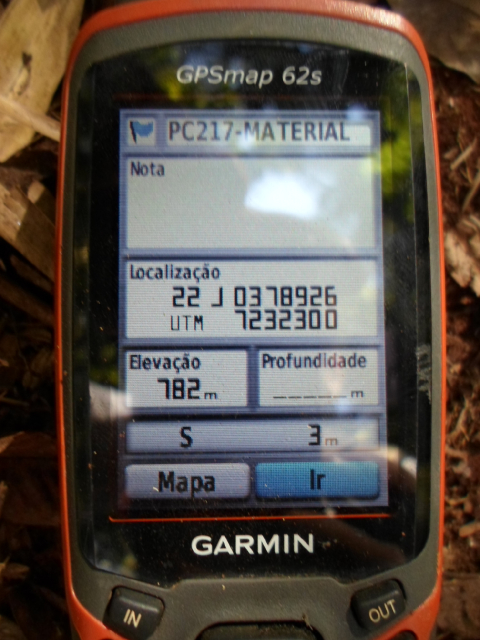 GPSmap 62s
PC217-MATERIAL
Nota
Localização
22 J 0378926
UTM 7232300
Elevação Profundidade
782m _____m
S 3m
Mapa Ir
GARMIN
IN OUT